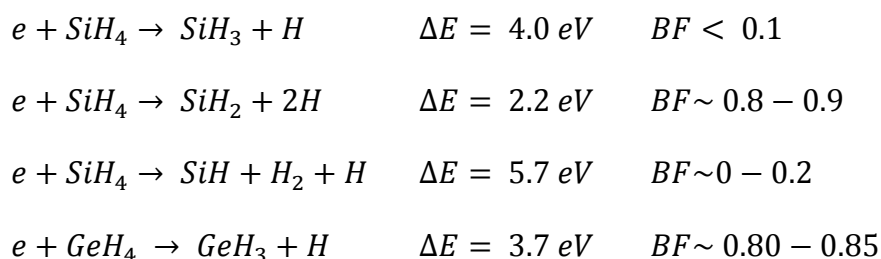 e + SiH₄ → SiH₃ + H ΔE = 4.0 eV BF < 0.1
e + SiH₄ → SiH₂ + 2H ΔE = 2.2 eV BF~ 0.8 − 0.9
e + SiH₄ → SiH + H₂ + H ΔE = 5.7 eV BF~0 − 0.2
e + GeH₄ → GeH₃ + H ΔE = 3.7 eV BF~ 0.80 − 0.85